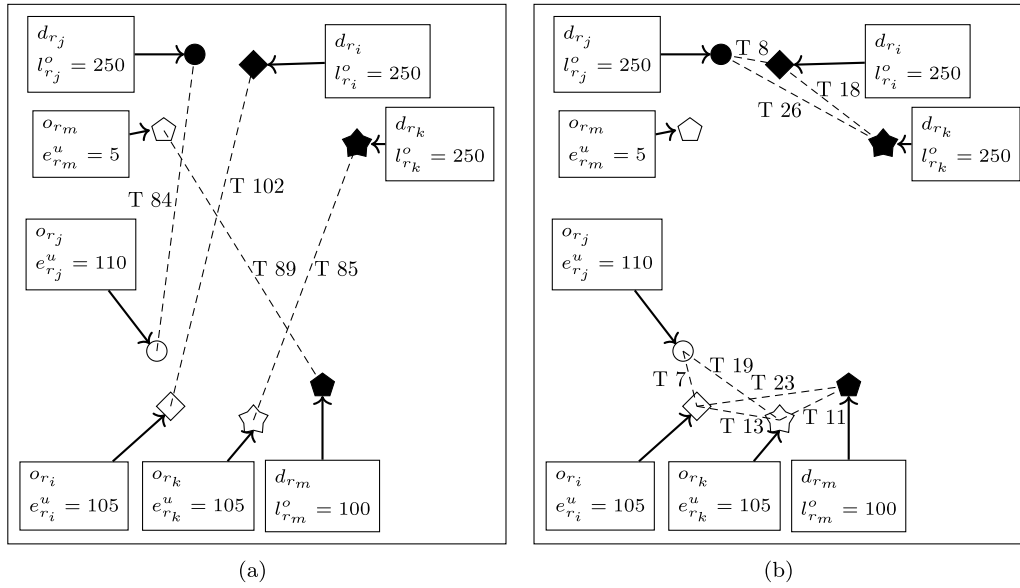 d_{r_j}
l^o_{r_j} = 250
d_{r_i}
l^o_{r_i} = 250
o_{r_m}
e^u_{r_m} = 5
d_{r_k}
l^o_{r_k} = 250
T 102
T 84
o_{r_j}
e^u_{r_j} = 110
T 89
T 85
o_{r_i}
e^u_{r_i} = 105
o_{r_k}
e^u_{r_k} = 105
d_{r_m}
l^o_{r_m} = 100
(a)
d_{r_j}
l^o_{r_j} = 250
T 8
d_{r_i}
l^o_{r_i} = 250
T 18
T 26
o_{r_m}
e^u_{r_m} = 5
d_{r_k}
l^o_{r_k} = 250
o_{r_j}
e^u_{r_j} = 110
T 19
T 7
T 23
T 13
T 11
o_{r_i}
e^u_{r_i} = 105
o_{r_k}
e^u_{r_k} = 105
d_{r_m}
l^o_{r_m} = 100
(b)